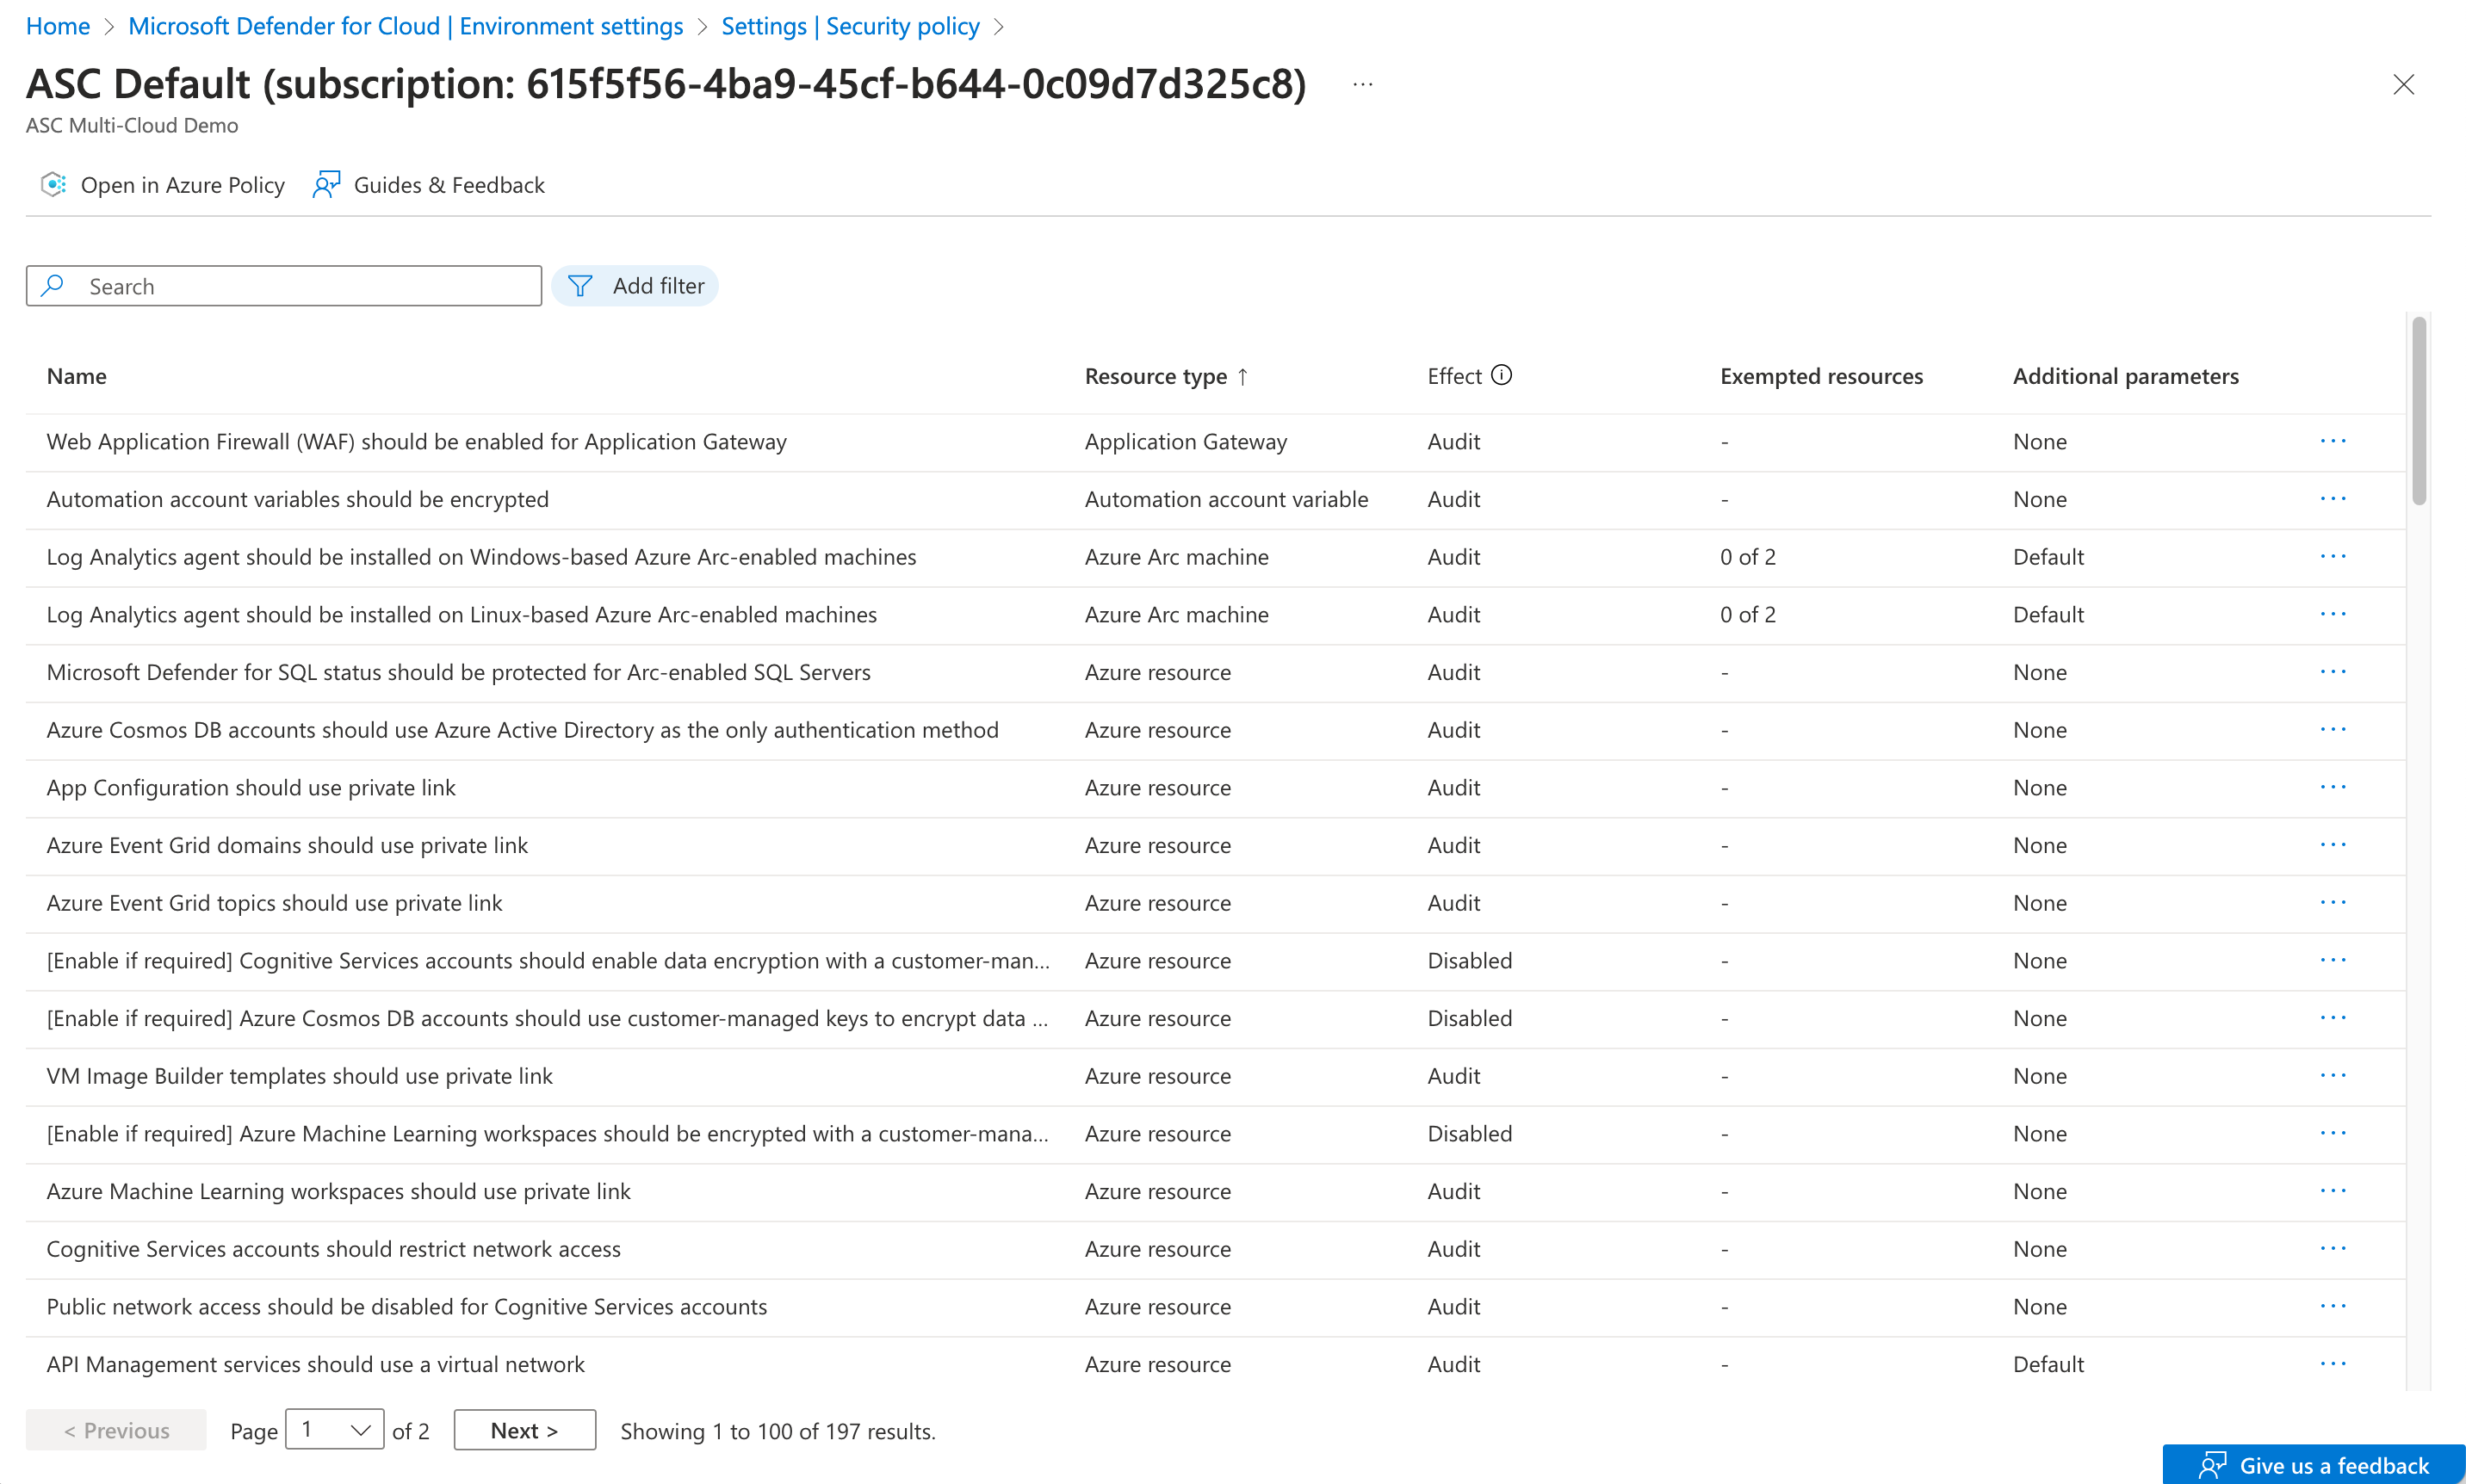 Home > Microsoft Defender for Cloud | Environment settings > Settings | Security policy >
ASC Default (subscription: 615f5f56-4ba9-45cf-b644-0c09d7d325c8) ...
ASC Multi-Cloud Demo
Open in Azure Policy Guides & Feedback
Search Add filter
Name Resource type ↑ Effect Exempted resources Additional parameters
Web Application Firewall (WAF) should be enabled for Application Gateway Application Gateway Audit - None ...
Automation account variables should be encrypted Automation account variable Audit - None ...
Log Analytics agent should be installed on Windows-based Azure Arc-enabled machines Azure Arc machine Audit 0 of 2 Default ...
Log Analytics agent should be installed on Linux-based Azure Arc-enabled machines Azure Arc machine Audit 0 of 2 Default ...
Microsoft Defender for SQL status should be protected for Arc-enabled SQL Servers Azure resource Audit - None ...
Azure Cosmos DB accounts should use Azure Active Directory as the only authentication method Azure resource Audit - None ...
App Configuration should use private link Azure resource Audit - None ...
Azure Event Grid domains should use private link Azure resource Audit - None ...
Azure Event Grid topics should use private link Azure resource Audit - None ...
[Enable if required] Cognitive Services accounts should enable data encryption with a customer-man... Azure resource Disabled - None ...
[Enable if required] Azure Cosmos DB accounts should use customer-managed keys to encrypt data ... Azure resource Disabled - None ...
VM Image Builder templates should use private link Azure resource Audit - None ...
[Enable if required] Azure Machine Learning workspaces should be encrypted with a customer-mana... Azure resource Disabled - None ...
Azure Machine Learning workspaces should use private link Azure resource Audit - None ...
Cognitive Services accounts should restrict network access Azure resource Audit - None ...
Public network access should be disabled for Cognitive Services accounts Azure resource Audit - None ...
API Management services should use a virtual network Azure resource Audit - Default ...
< Previous Page 1 of 2 Next > Showing 1 to 100 of 197 results.
Give us a feedback